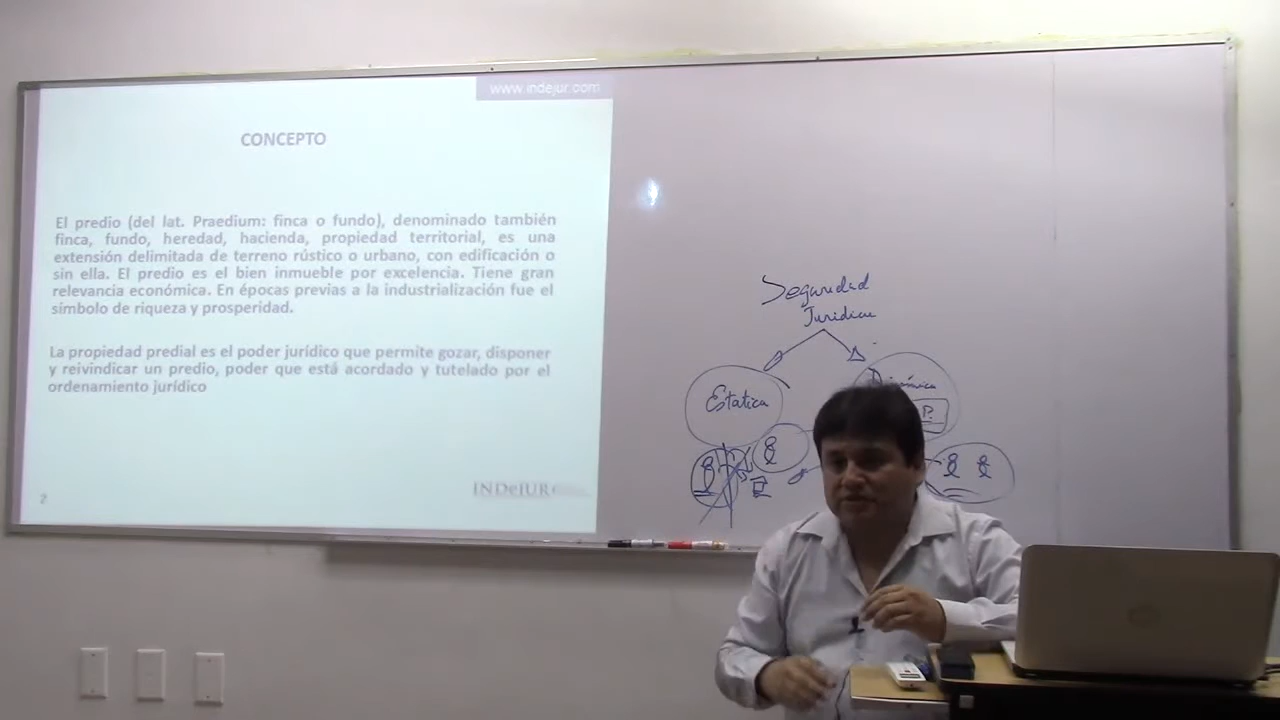 www.indejur.com
CONCEPTO
El predio (del lat. Praedium: finca o fundo), denominado también
finca, fundo, heredad, hacienda, propiedad territorial, es una
extensión delimitada de terreno rústico o urbano, con edificación o
sin ella. El predio es el bien inmueble por excelencia. Tiene gran
relevancia económica. En épocas previas a la industrialización fue el
símbolo de riqueza y prosperidad.
La propiedad predial es el poder jurídico que permite gozar, disponer
y reivindicar un predio, poder que está acordado y tutelado por el
ordenamiento jurídico
INDeJUR
2
Seguridad
Juridica
Estatica
Dinámica
P.